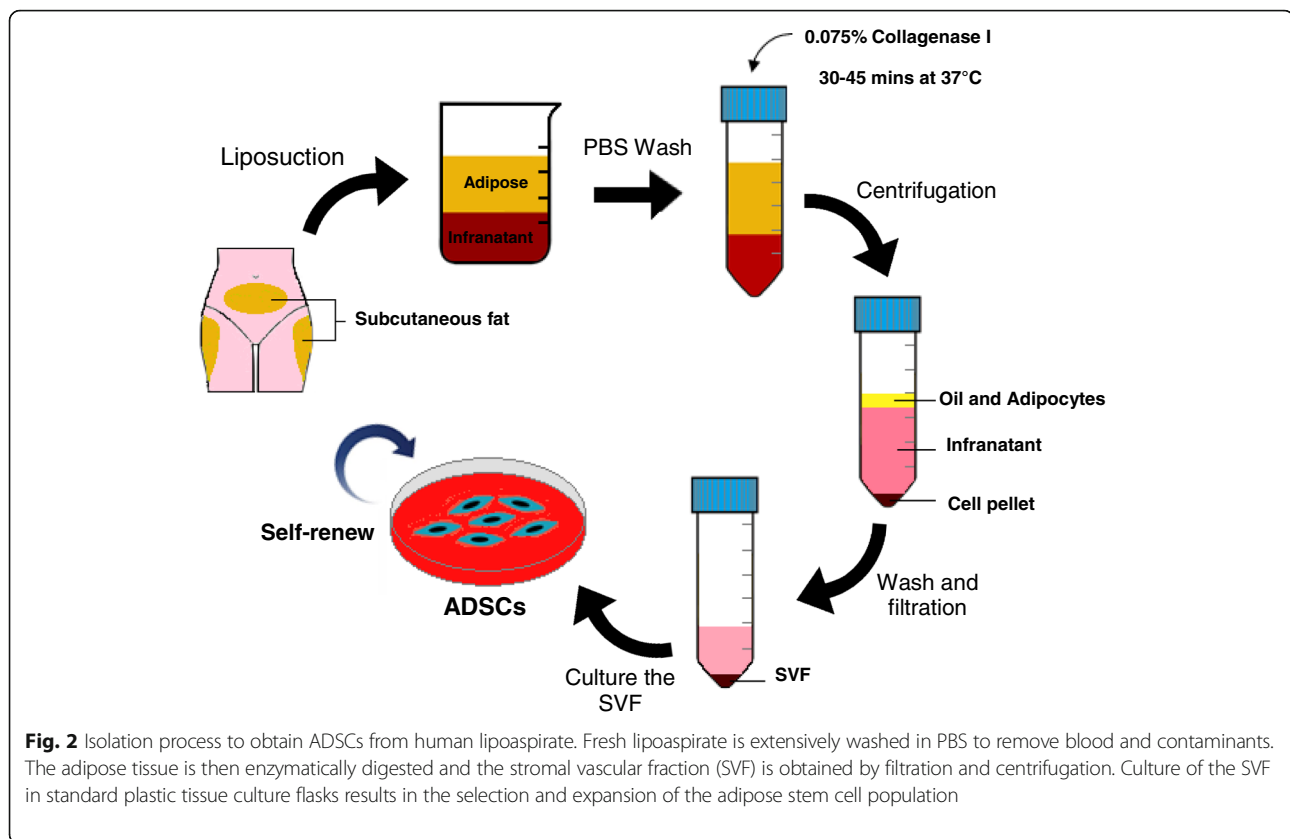 0.075% Collagenase I
30-45 mins at 37°C
Liposuction
PBS Wash
Centrifugation
Adipose
Infranatant
Subcutaneous fat
Oil and Adipocytes
Infranatant
Cell pellet
Wash and
filtration
SVF
Culture the
SVF
ADSCs
Self-renew
Fig. 2 Isolation process to obtain ADSCs from human lipoaspirate. Fresh lipoaspirate is extensively washed in PBS to remove blood and contaminants.
The adipose tissue is then enzymatically digested and the stromal vascular fraction (SVF) is obtained by filtration and centrifugation. Culture of the SVF
in standard plastic tissue culture flasks results in the selection and expansion of the adipose stem cell population